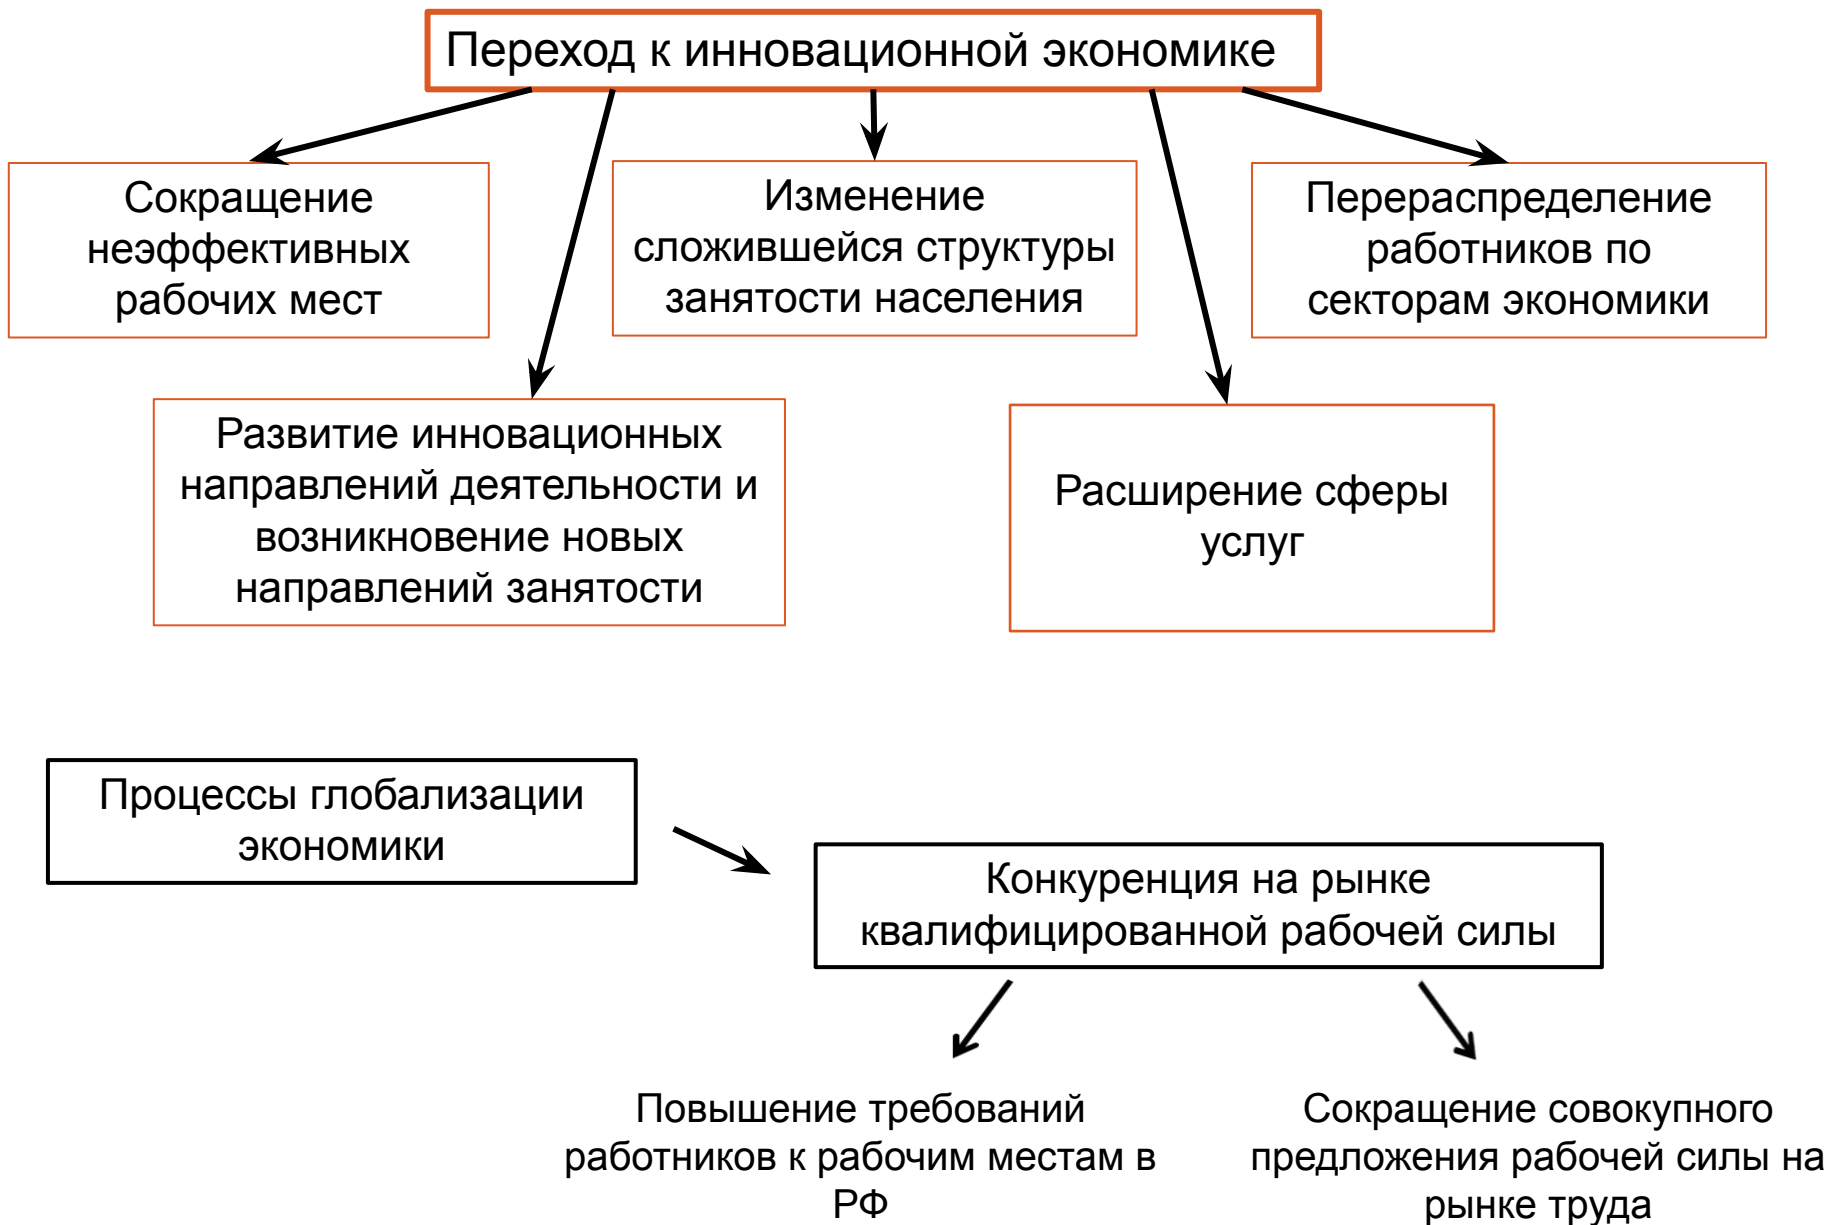 Переход к инновационной экономике
Сокращение
неэффективных
рабочих мест
Изменение
сложившейся структуры
занятости населения
Перераспределение
работников по
секторам экономики
Развитие инновационных
направлений деятельности и
возникновение новых
направлений занятости
Расширение сферы
услуг
Процессы глобализации
экономики
Конкуренция на рынке
квалифицированной рабочей силы
Повышение требований
работников к рабочим местам в
РФ
Сокращение совокупного
предложения рабочей силы на
рынке труда